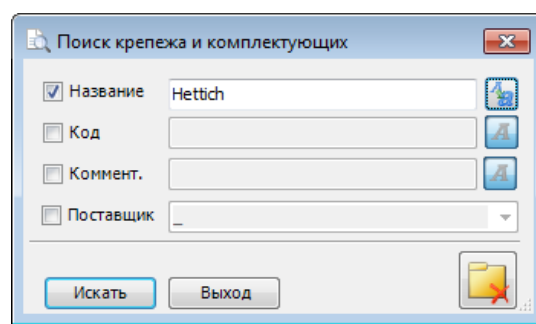 Поиск крепежа и комплектующих
Название Hettich
Код
Коммент.
Поставщик _
Искать Выход